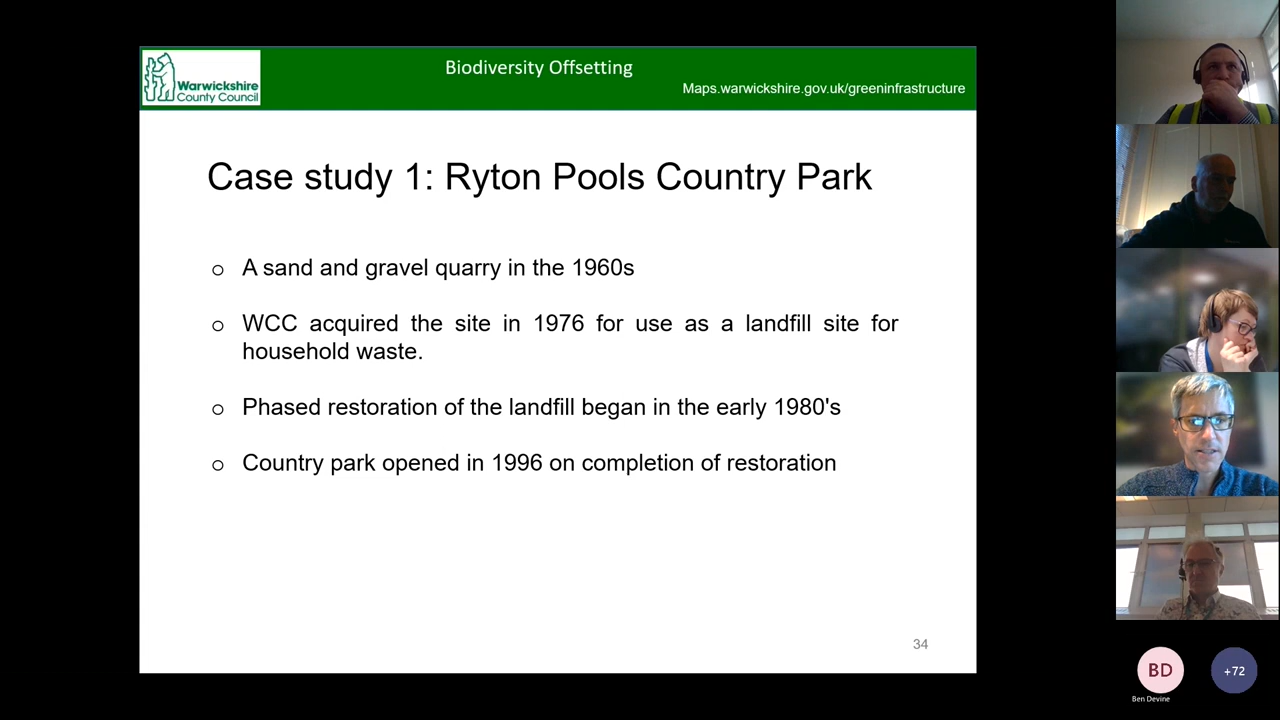 Warwickshire
County Council
Biodiversity Offsetting
Maps.warwickshire.gov.uk/greeninfrastructure
Case study 1: Ryton Pools Country Park
o A sand and gravel quarry in the 1960s
o WCC acquired the site in 1976 for use as a landfill site for
household waste.
o Phased restoration of the landfill began in the early 1980's
o Country park opened in 1996 on completion of restoration
34
BD
Ben Devine
+72